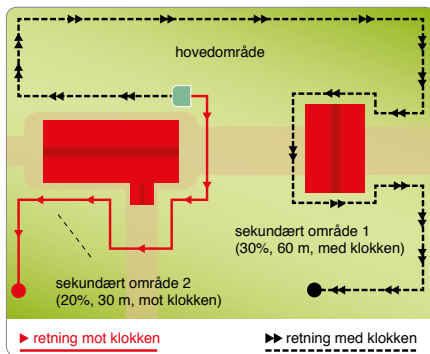 hovedområde
sekundært område 1
(30%, 60 m, med klokken)
sekundært område 2
(20%, 30 m, mot klokken)
retning mot klokken
retning med klokken